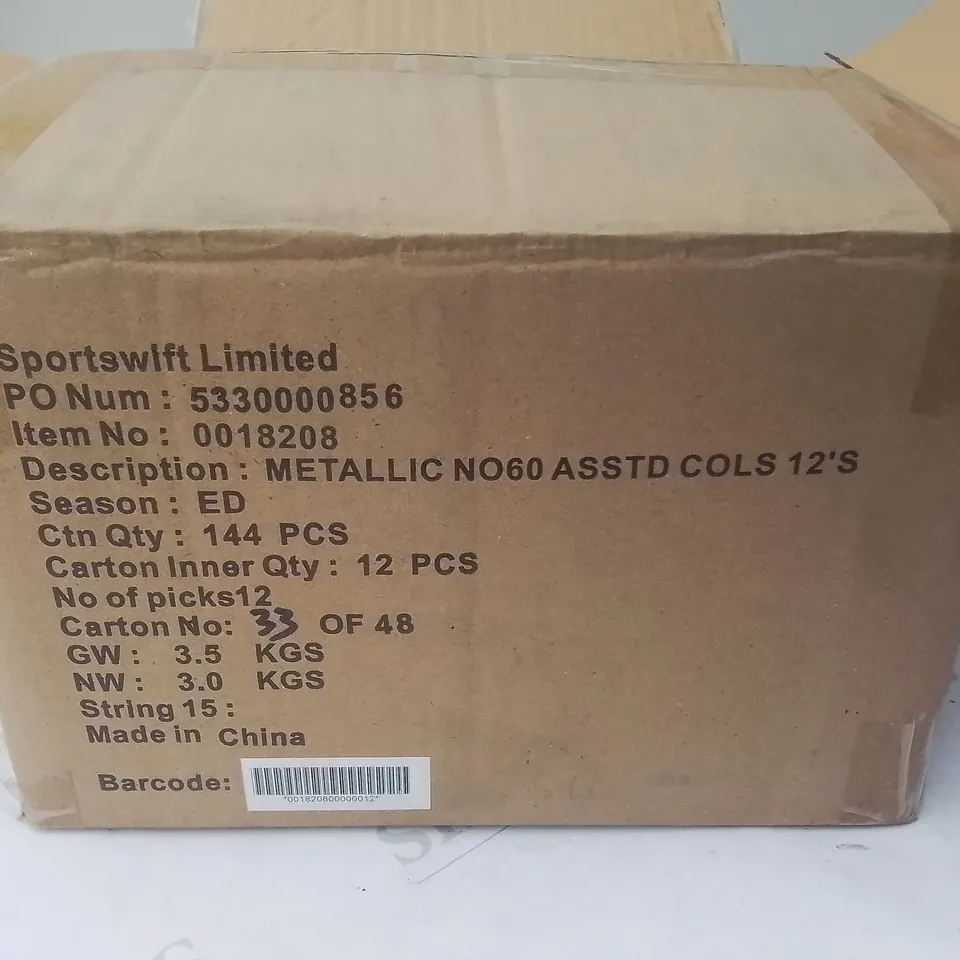 Sportswift Limited
PO Num : 5330000856
Item No : 0018208
Description : METALLIC NO60 ASSTD COLS 12'S
Season : ED
Ctn Qty : 144 PCS
Carton Inner Qty : 12 PCS
No of picks12
Carton No: 33 OF 48
GW : 3.5 KGS
NW : 3.0 KGS
String 15 :
Made in China
Barcode:
*001820800000012*